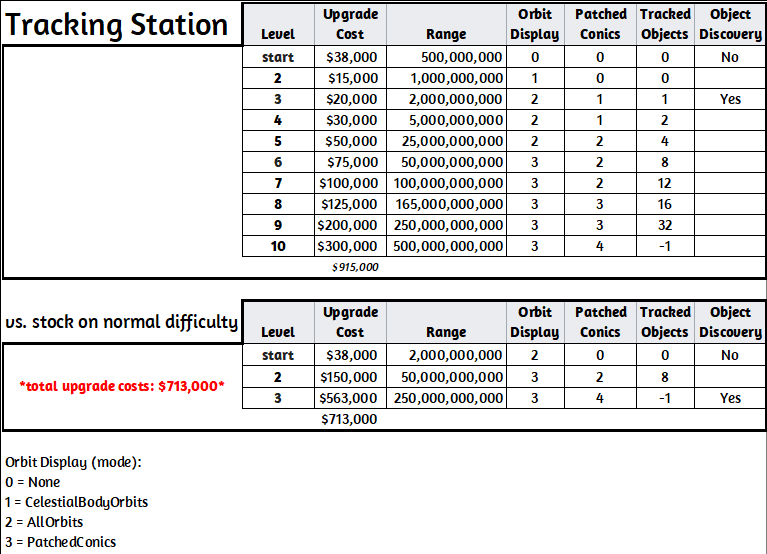 Tracking Station
Level Upgrade Cost Range Orbit Display Patched Conics Tracked Objects Object Discovery
start $38,000 500,000,000 0 0 0 No
2 $15,000 1,000,000,000 1 0 0
3 $20,000 2,000,000,000 2 1 1 Yes
4 $30,000 5,000,000,000 2 1 2
5 $50,000 25,000,000,000 2 2 4
6 $75,000 50,000,000,000 3 2 8
7 $100,000 100,000,000,000 3 2 12
8 $125,000 165,000,000,000 3 3 16
9 $200,000 250,000,000,000 3 3 32
10 $300,000 500,000,000,000 3 4 -1
$915,000
vs. stock on normal difficulty
Level Upgrade Cost Range Orbit Display Patched Conics Tracked Objects Object Discovery
start $38,000 2,000,000,000 2 0 0 No
2 $150,000 50,000,000,000 3 2 8
*total upgrade costs: $713,000*
3 $563,000 250,000,000,000 3 4 -1 Yes
$713,000
Orbit Display (mode):
0 = None
1 = CelestialBodyOrbits
2 = AllOrbits
3 = PatchedConics